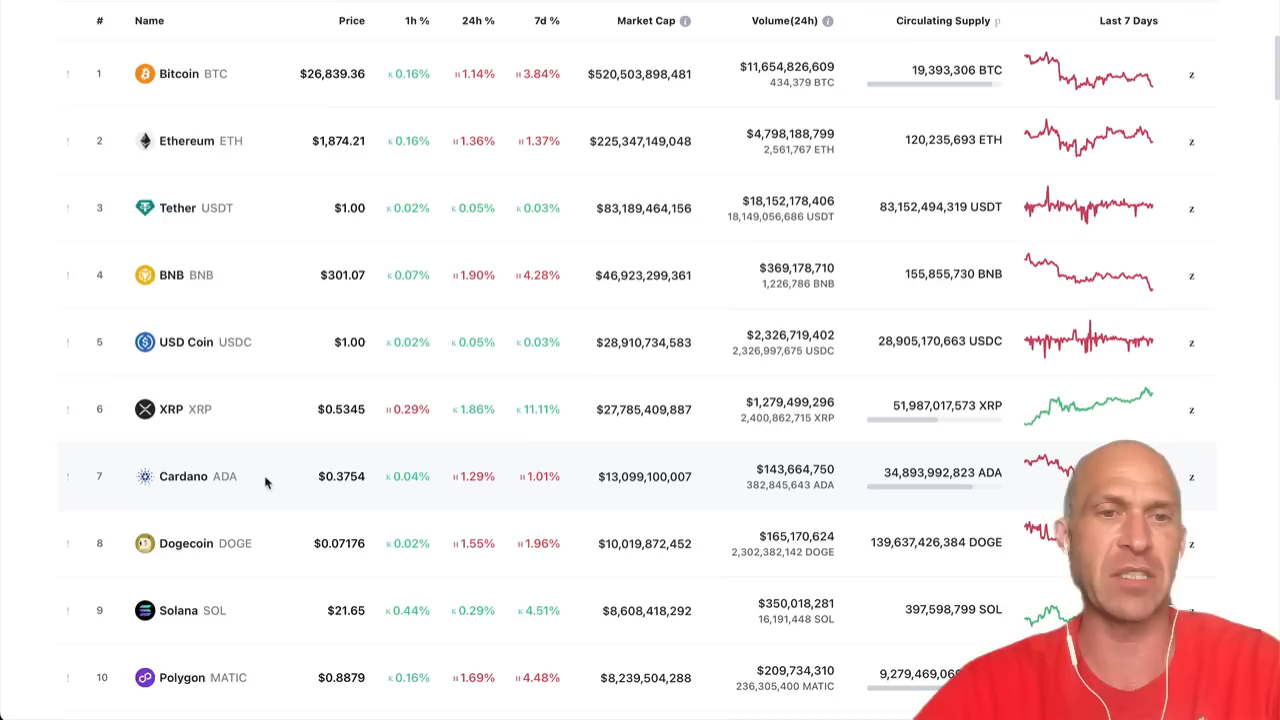 # Name Price 1h % 24h % 7d % Market Cap Volume(24h) Circulating Supply Last 7 Days
1 Bitcoin BTC $26,839.36 0.16% 1.14% 3.84% $520,503,898,481 $11,654,826,609 19,393,306 BTC z
434,379 BTC
2 Ethereum ETH $1,874.21 0.16% 1.36% 1.37% $225,347,149,048 $4,798,188,799 120,235,693 ETH z
2,561,767 ETH
3 Tether USDT $1.00 0.02% 0.05% 0.03% $83,189,464,156 $18,152,178,406 83,152,494,319 USDT z
18,149,056,686 USDT
4 BNB BNB $301.07 0.07% 1.90% 4.28% $46,923,299,361 $369,178,710 155,855,730 BNB z
1,226,786 BNB
5 USD Coin USDC $1.00 0.02% 0.05% 0.03% $28,910,734,583 $2,326,719,402 28,905,170,663 USDC z
2,326,997,675 USDC
6 XRP XRP $0.5345 0.29% 1.86% 11.11% $27,785,409,887 $1,279,499,296 51,987,017,573 XRP z
2,400,862,715 XRP
7 Cardano ADA $0.3754 0.04% 1.29% 1.01% $13,099,100,007 $143,664,750 34,893,992,823 ADA z
382,845,643 ADA
8 Dogecoin DOGE $0.07176 0.02% 1.55% 1.96% $10,019,872,452 $165,170,624 139,637,426,384 DOGE z
2,302,382,142 DOGE
9 Solana SOL $21.65 0.44% 0.29% 4.51% $8,608,418,292 $350,018,281 397,598,799 SOL
16,191,448 SOL
10 Polygon MATIC $0.8879 0.16% 1.69% 4.48% $8,239,504,288 $209,734,310
236,305,400 MATIC